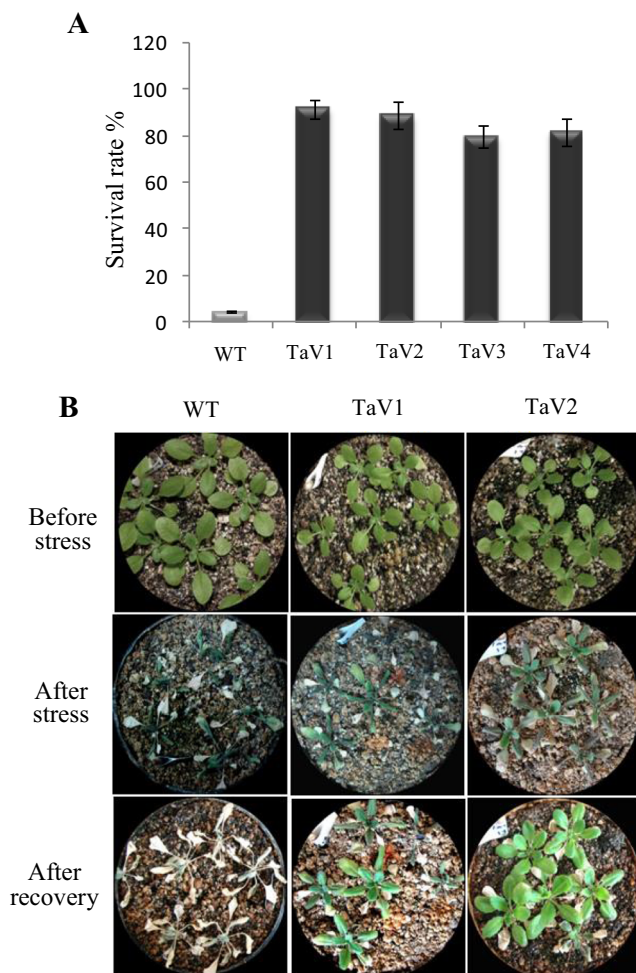 A
120
100
80
60
40
20
0
Survival rate %
WT TaV1 TaV2 TaV3 TaV4
B
WT TaV1 TaV2
Before
stress
After
stress
After
recovery